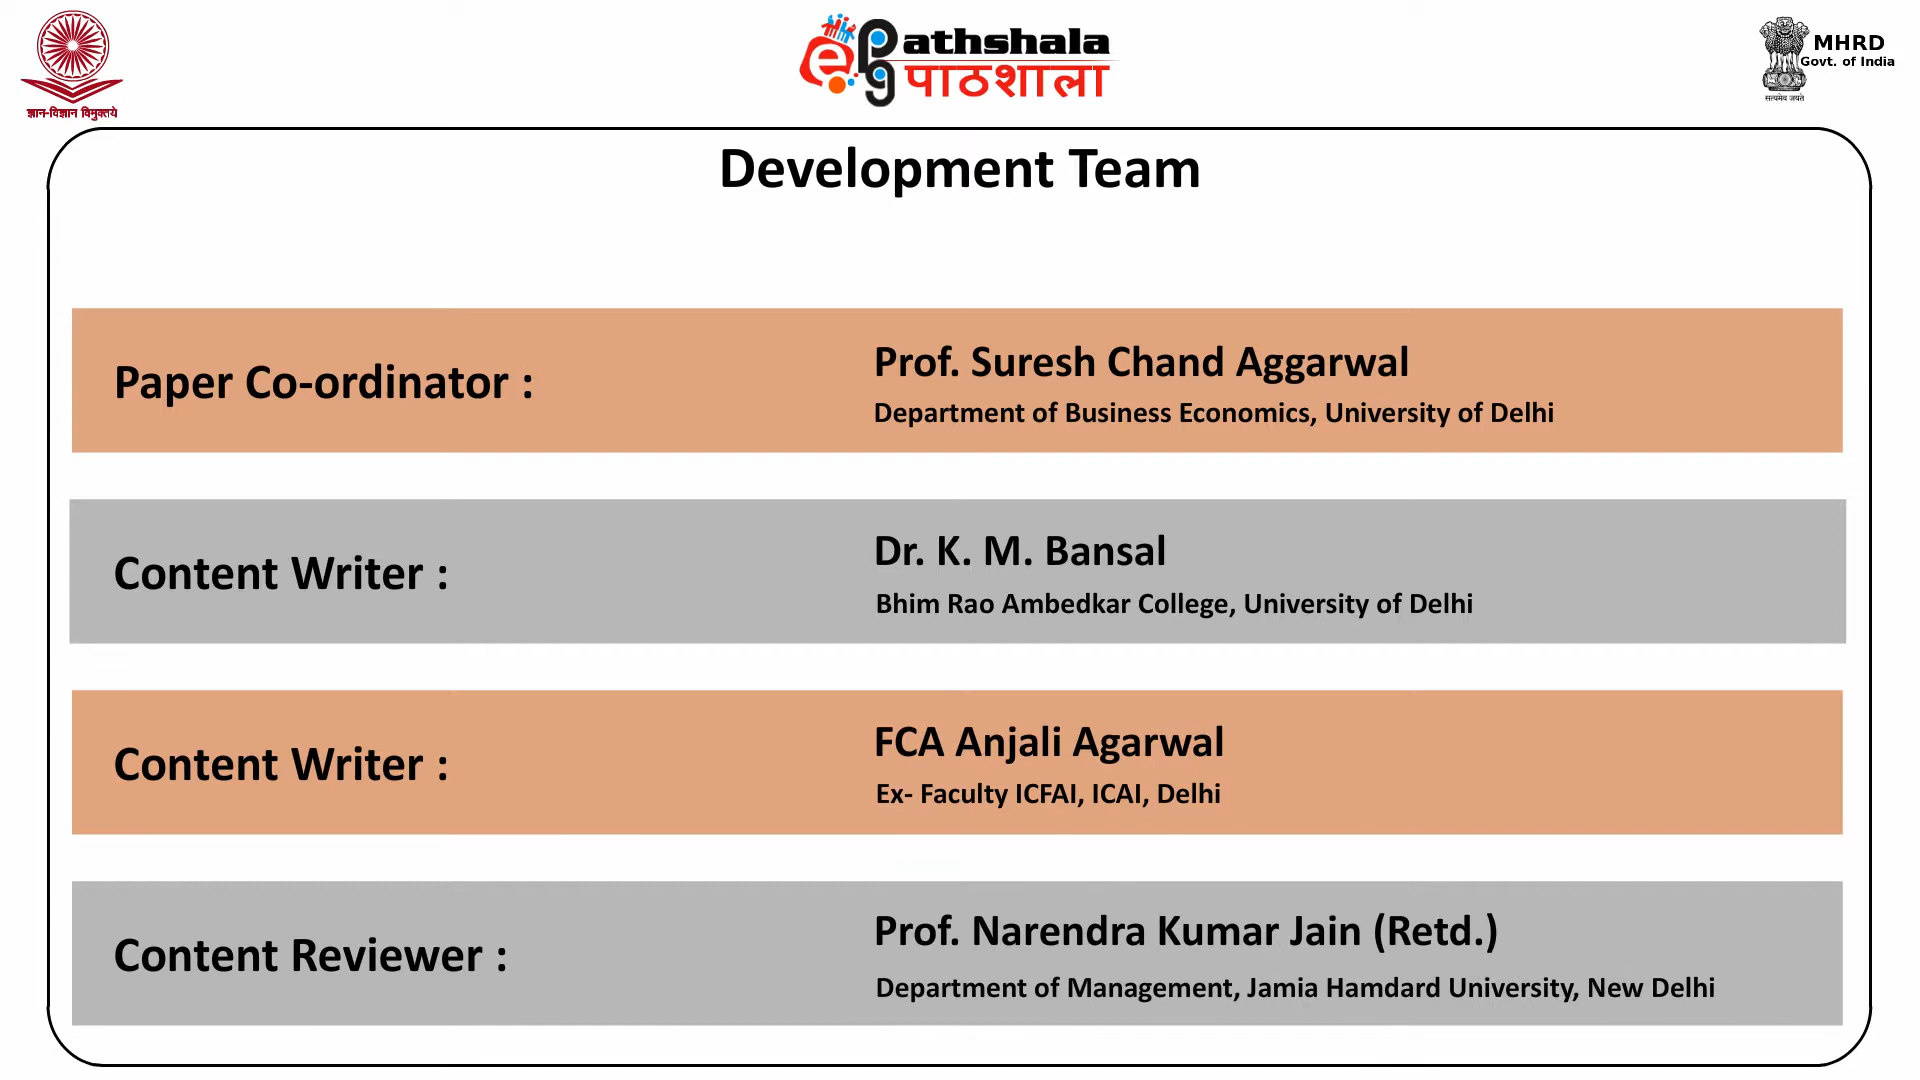 ज्ञान-विज्ञान विमुक्तये
e pg athshala
पाठशाला
MHRD
Govt. of India
सत्यमेव जयते
Development Team
Paper Co-ordinator :
Prof. Suresh Chand Aggarwal
Department of Business Economics, University of Delhi
Content Writer :
Dr. K. M. Bansal
Bhim Rao Ambedkar College, University of Delhi
Content Writer :
FCA Anjali Agarwal
Ex- Faculty ICFAI, ICAI, Delhi
Content Reviewer :
Prof. Narendra Kumar Jain (Retd.)
Department of Management, Jamia Hamdard University, New Delhi